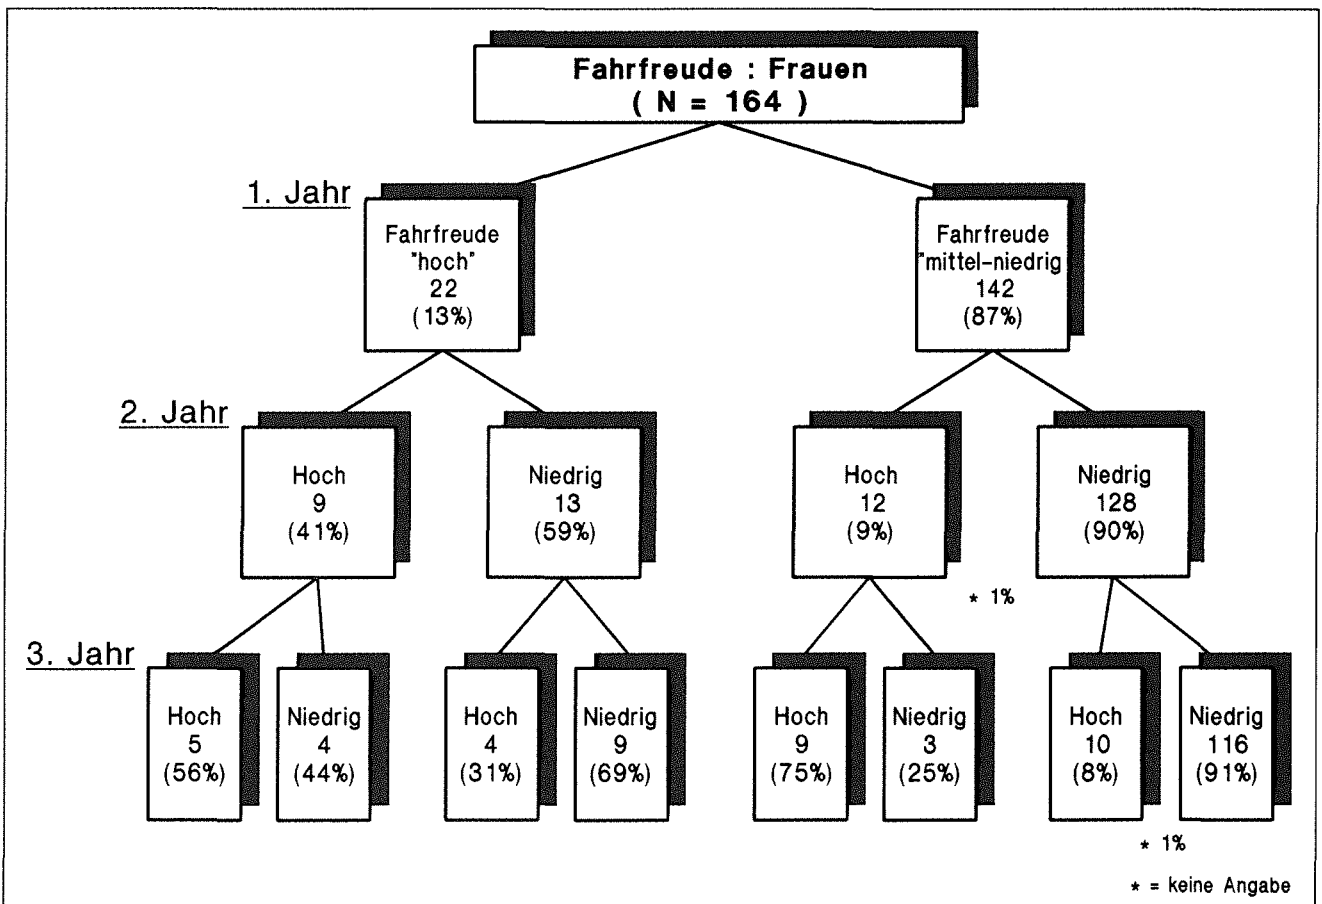 Fahrfreude : Frauen
( N = 164 )
1. Jahr
Fahrfreude
"hoch"
22
(13%)
Fahrfreude
"mittel-niedrig
142
(87%)
2. Jahr
Hoch
9
(41%)
Niedrig
13
(59%)
Hoch
12
(9%)
Niedrig
128
(90%)
* 1%
3. Jahr
Hoch
5
(56%)
Niedrig
4
(44%)
Hoch
4
(31%)
Niedrig
9
(69%)
Hoch
9
(75%)
Niedrig
3
(25%)
Hoch
10
(8%)
Niedrig
116
(91%)
* 1%
* = keine Angabe